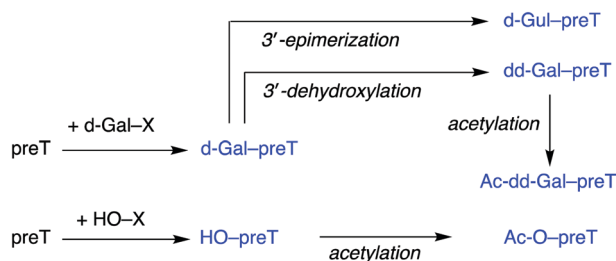 d-Gul–preT
3′-epimerization
dd-Gal–preT
3′-dehydroxylation
+ d-Gal–X
acetylation
preT
d-Gal–preT
Ac-dd-Gal–preT
+ HO–X
preT
HO–preT
Ac-O–preT
acetylation